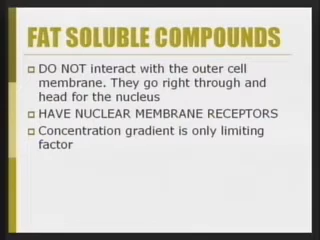 FAT SOLUBLE COMPOUNDS
DO NOT interact with the outer cell
membrane. They go right through and
head for the nucleus
HAVE NUCLEAR MEMBRANE RECEPTORS
Concentration gradient is only limiting
factor